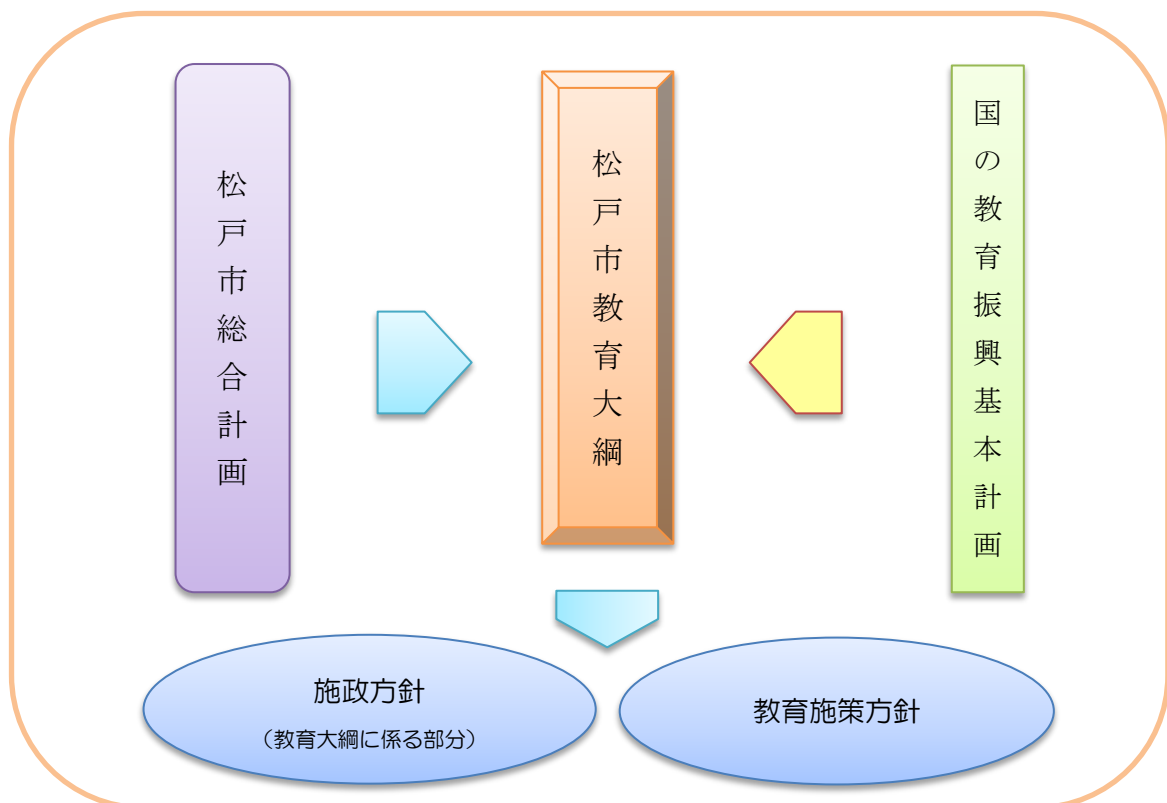 松戸市総合計画
松戸市教育大綱
国の教育振興基本計画
施政方針
（教育大綱に係る部分）
教育施策方針